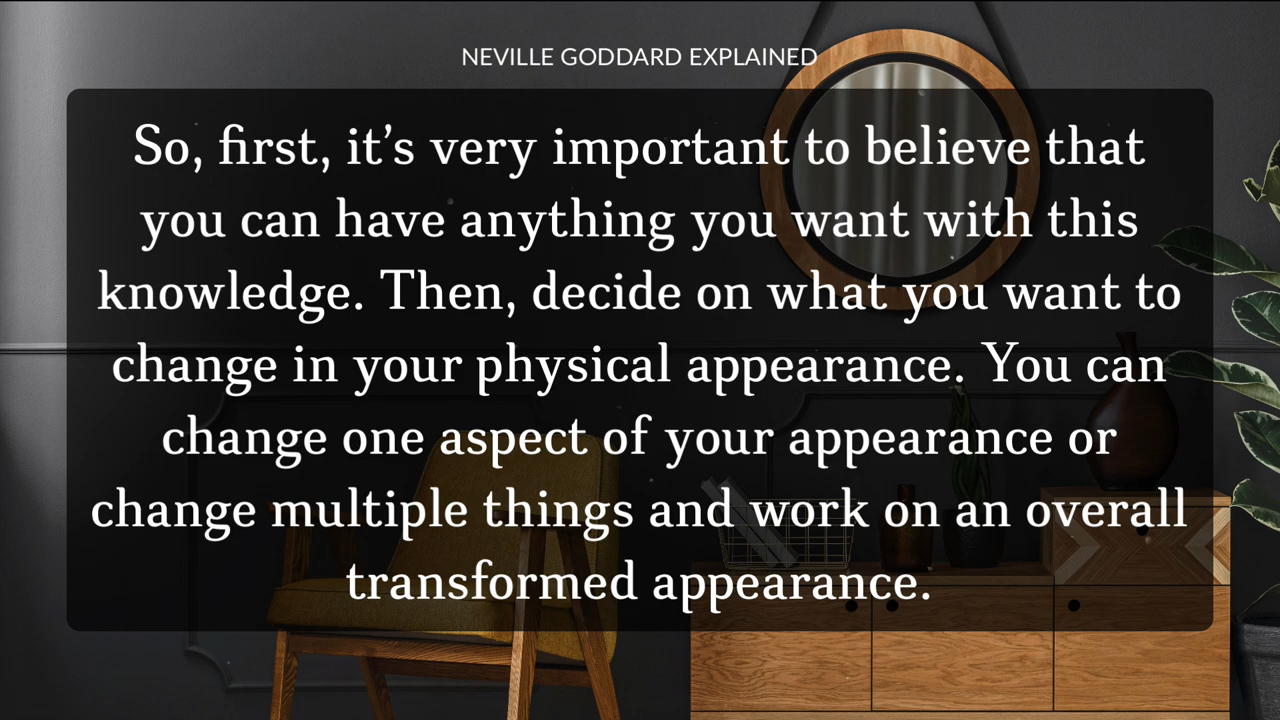 NEVILLE GODDARD EXPLAINED
So, first, it’s very important to believe that
you can have anything you want with this
knowledge. Then, decide on what you want to
change in your physical appearance. You can
change one aspect of your appearance or
change multiple things and work on an overall
transformed appearance.